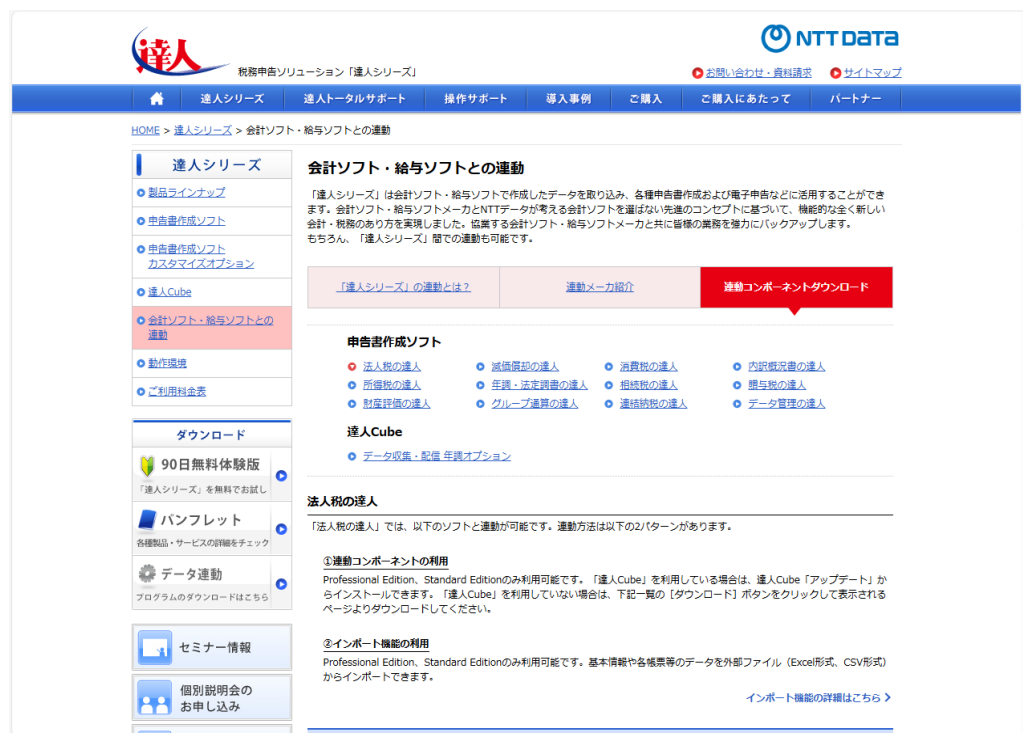 達人
税務申告ソリューション「達人シリーズ」
NTT DATA
お問い合わせ・資料請求 サイトマップ
達人シリーズ 達人トータルサポート 操作サポート 導入事例 ご購入 ご購入にあたって パートナー
HOME > 達人シリーズ > 会計ソフト・給与ソフトとの連動
達人シリーズ
製品ラインナップ
申告書作成ソフト
申告書作成ソフト
カスタマイズオプション
達人Cube
会計ソフト・給与ソフトとの
連動
動作環境
ご利用料金表
ダウンロード
90日無料体験版
「達人シリーズ」を無料でお試し
パンフレット
各種製品・サービスの詳細をチェック
データ連動
プログラムのダウンロードはこちら
セミナー情報
個別説明会の
お申し込み
会計ソフト・給与ソフトとの連動
「達人シリーズ」は会計ソフト・給与ソフトで作成したデータを取り込み、各種申告書作成および電子申告などに活用することができ
ます。会計ソフト・給与ソフトメーカとNTTデータが考える会計ソフトを選ばない先進のコンセプトに基づいて、機能的な全く新しい
会計・税務のあり方を実現しました。協業する会計ソフト・給与ソフトメーカと共に皆様の業務を強力にバックアップします。
もちろん、「達人シリーズ」間での連動も可能です。
「達人シリーズ」の連動とは? 連動メーカ紹介 連動コンポーネントダウンロード
申告書作成ソフト
法人税の達人 減価償却の達人 消費税の達人 内訳概況書の達人
所得税の達人 年調・法定調書の達人 相続税の達人 贈与税の達人
財産評価の達人 グループ通算の達人 連結納税の達人 データ管理の達人
達人Cube
データ収集・配信 年調オプション
法人税の達人
「法人税の達人」では、以下のソフトと連動が可能です。連動方法は以下の2パターンがあります。
①連動コンポーネントの利用
Professional Edition、Standard Editionのみ利用可能です。「達人Cube」を利用している場合は、達人Cube「アップデート」か
らインストールできます。「達人Cube」を利用していない場合は、下記一覧の［ダウンロード］ボタンをクリックして表示される
ページよりダウンロードしてください。
②インポート機能の利用
Professional Edition、Standard Editionのみ利用可能です。基本情報や各帳票等のデータを外部ファイル（Excel形式、CSV形式）
からインポートできます。
インポート機能の詳細はこちら